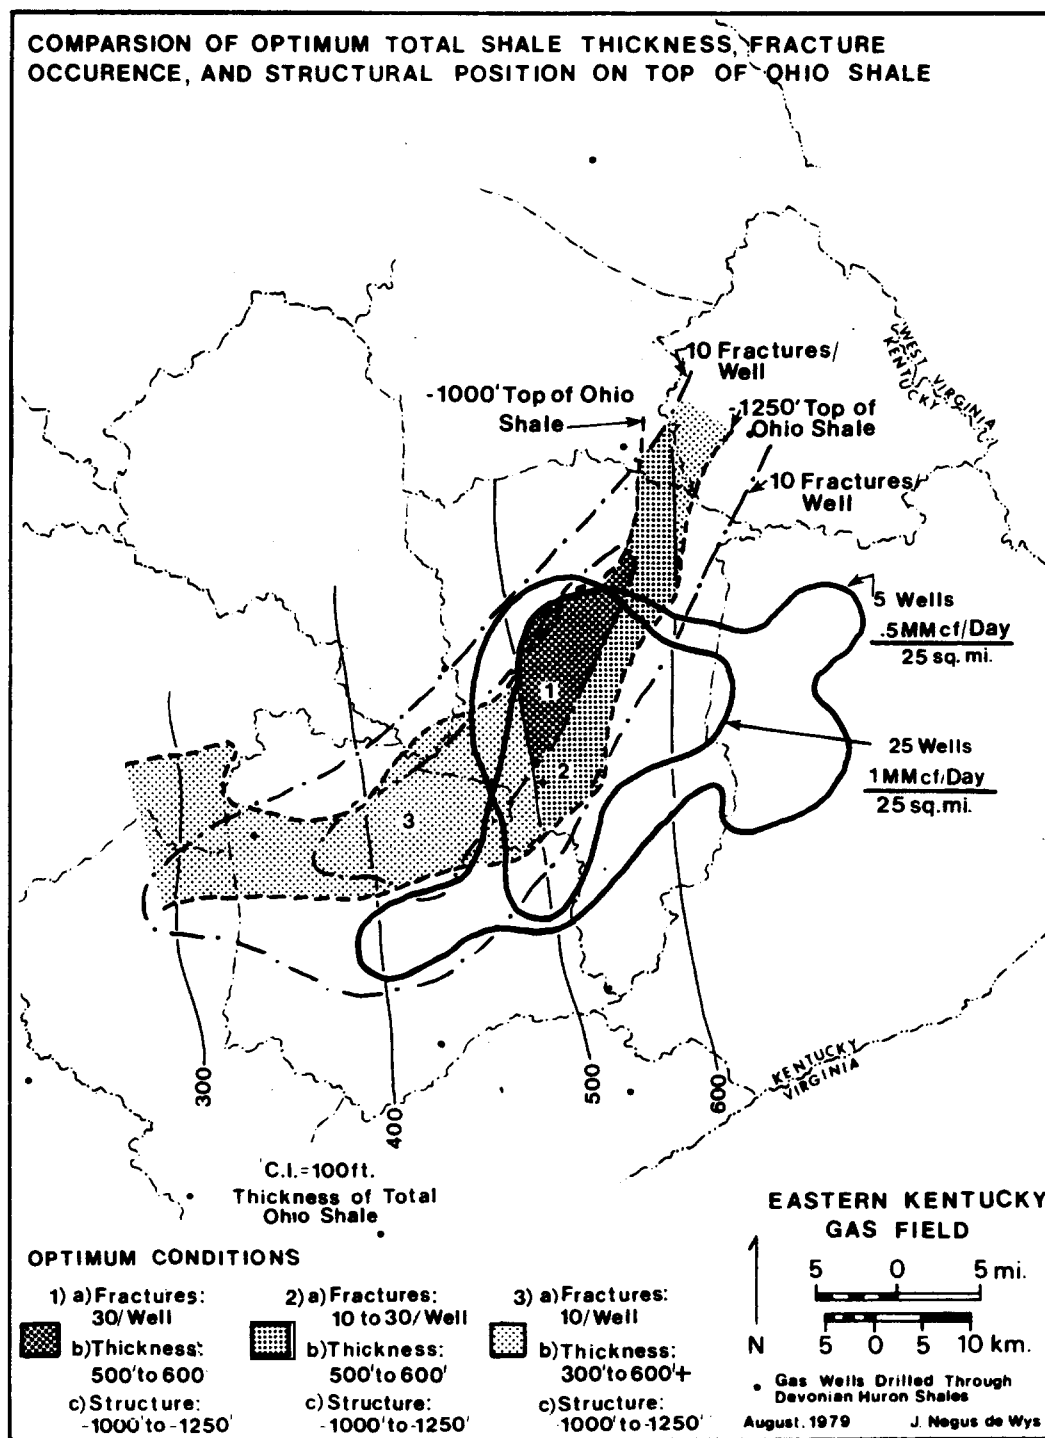 COMPARSION OF OPTIMUM TOTAL SHALE THICKNESS, FRACTURE
OCCURENCE, AND STRUCTURAL POSITION ON TOP OF OHIO SHALE
WEST VIRGINIA
KENTUCKY
10 Fractures/
Well
-1000' Top of Ohio
Shale
-1250' Top of
Ohio Shale
10 Fractures/
Well
5 Wells
.5MMcf/Day
25 sq. mi.
1
25 Wells
2
1MMcf/Day
25 sq. mi.
3
KENTUCKY
VIRGINIA
300
400
500
600
C.I.=100ft.
Thickness of Total
Ohio Shale
EASTERN KENTUCKY
GAS FIELD
5 0 5 mi.
5 0 5 10 km.
N
• Gas Wells Drilled Through
Devonian Huron Shales
August. 1979 J. Negus de Wys
OPTIMUM CONDITIONS
1) a) Fractures:
30/Well
b) Thickness:
500' to 600'
c) Structure:
-1000' to -1250'
2) a) Fractures:
10 to 30/Well
b) Thickness:
500' to 600'
c) Structure:
-1000' to -1250'
3) a) Fractures:
10/Well
b) Thickness:
300' to 600'+
c) Structure:
-1000' to -1250'